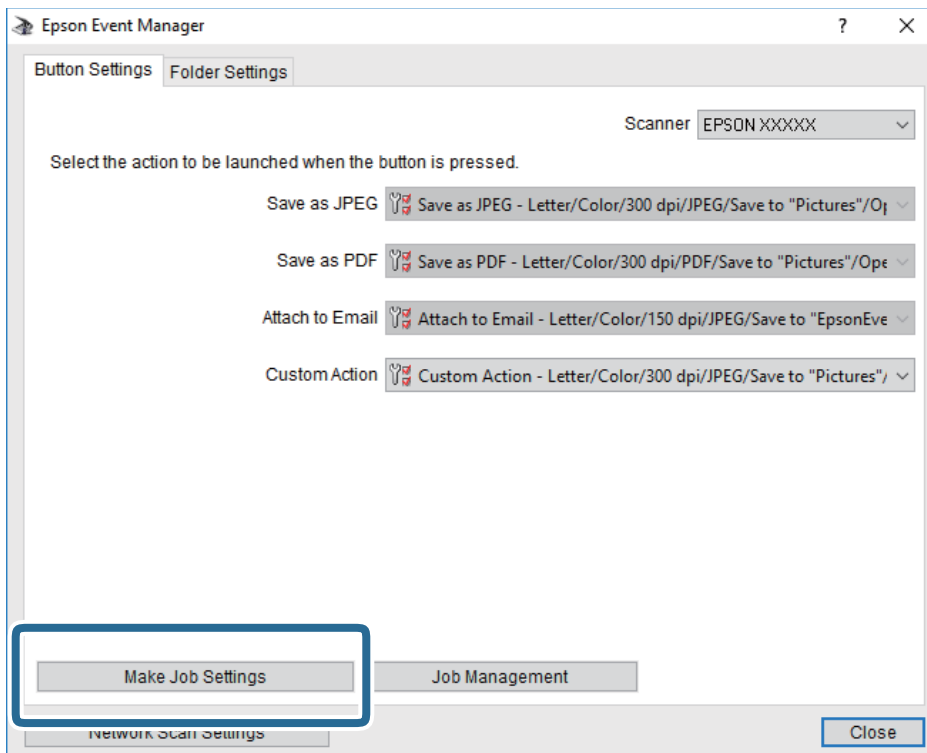 Epson Event Manager
Button Settings Folder Settings
Scanner EPSON XXXXX
Select the action to be launched when the button is pressed.
Save as JPEG Save as JPEG - Letter/Color/300 dpi/JPEG/Save to "Pictures"/Op
Save as PDF Save as PDF - Letter/Color/300 dpi/PDF/Save to "Pictures"/Ope
Attach to Email Attach to Email - Letter/Color/150 dpi/JPEG/Save to "EpsonEve
Custom Action Custom Action - Letter/Color/300 dpi/JPEG/Save to "Pictures"/
Make Job Settings Job Management
Network Scan Settings Close